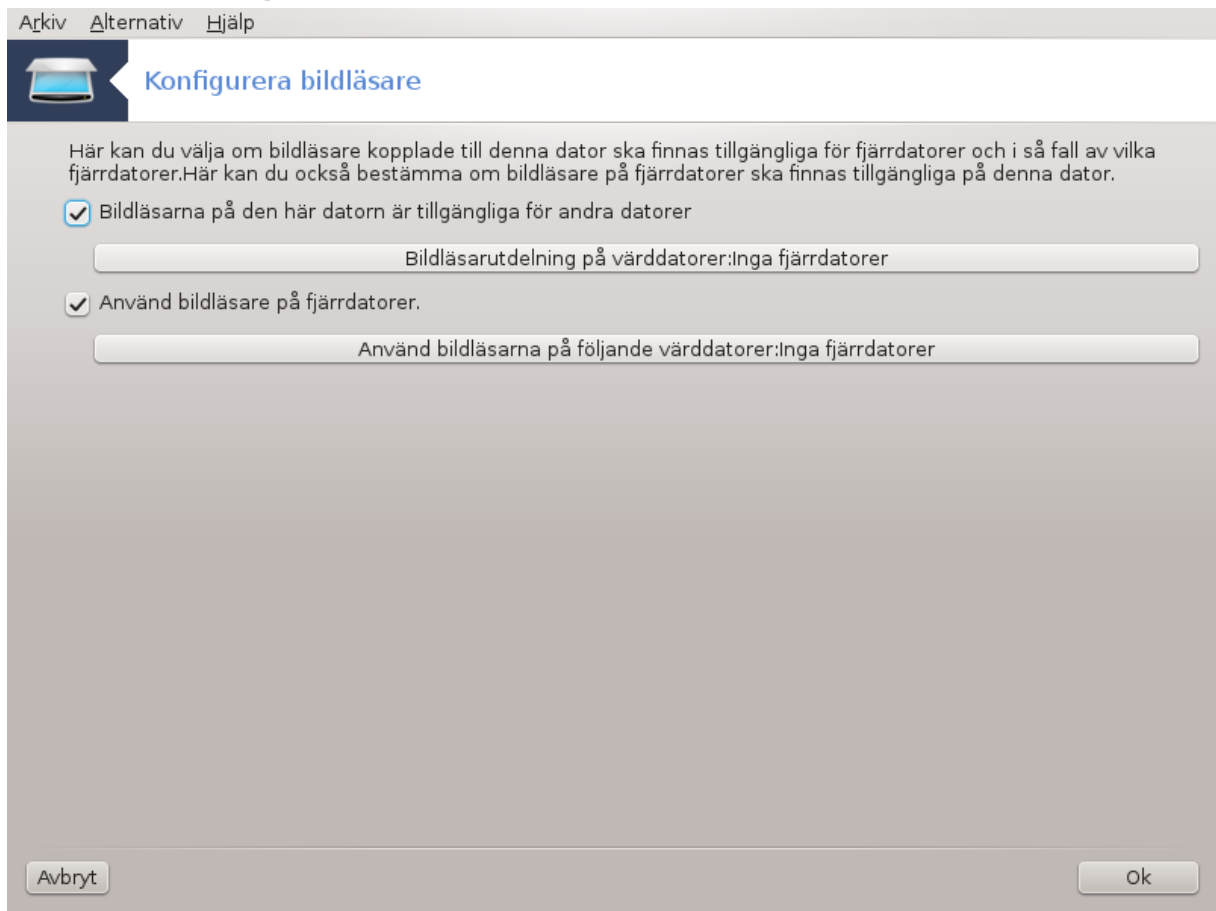 Arkiv Alternativ Hjälp
Konfigurera bildläsare
Här kan du välja om bildläsare kopplade till denna dator ska finnas tillgängliga för fjärrdatorer och i så fall av vilka
fjärrdatorer.Här kan du också bestämma om bildläsare på fjärrdatorer ska finnas tillgängliga på denna dator.
Bildläsarna på den här datorn är tillgängliga för andra datorer
Bildläsarutdelning på värddatorer:Inga fjärrdatorer
Använd bildläsare på fjärrdatorer.
Använd bildläsarna på följande värddatorer:Inga fjärrdatorer
Avbryt Ok